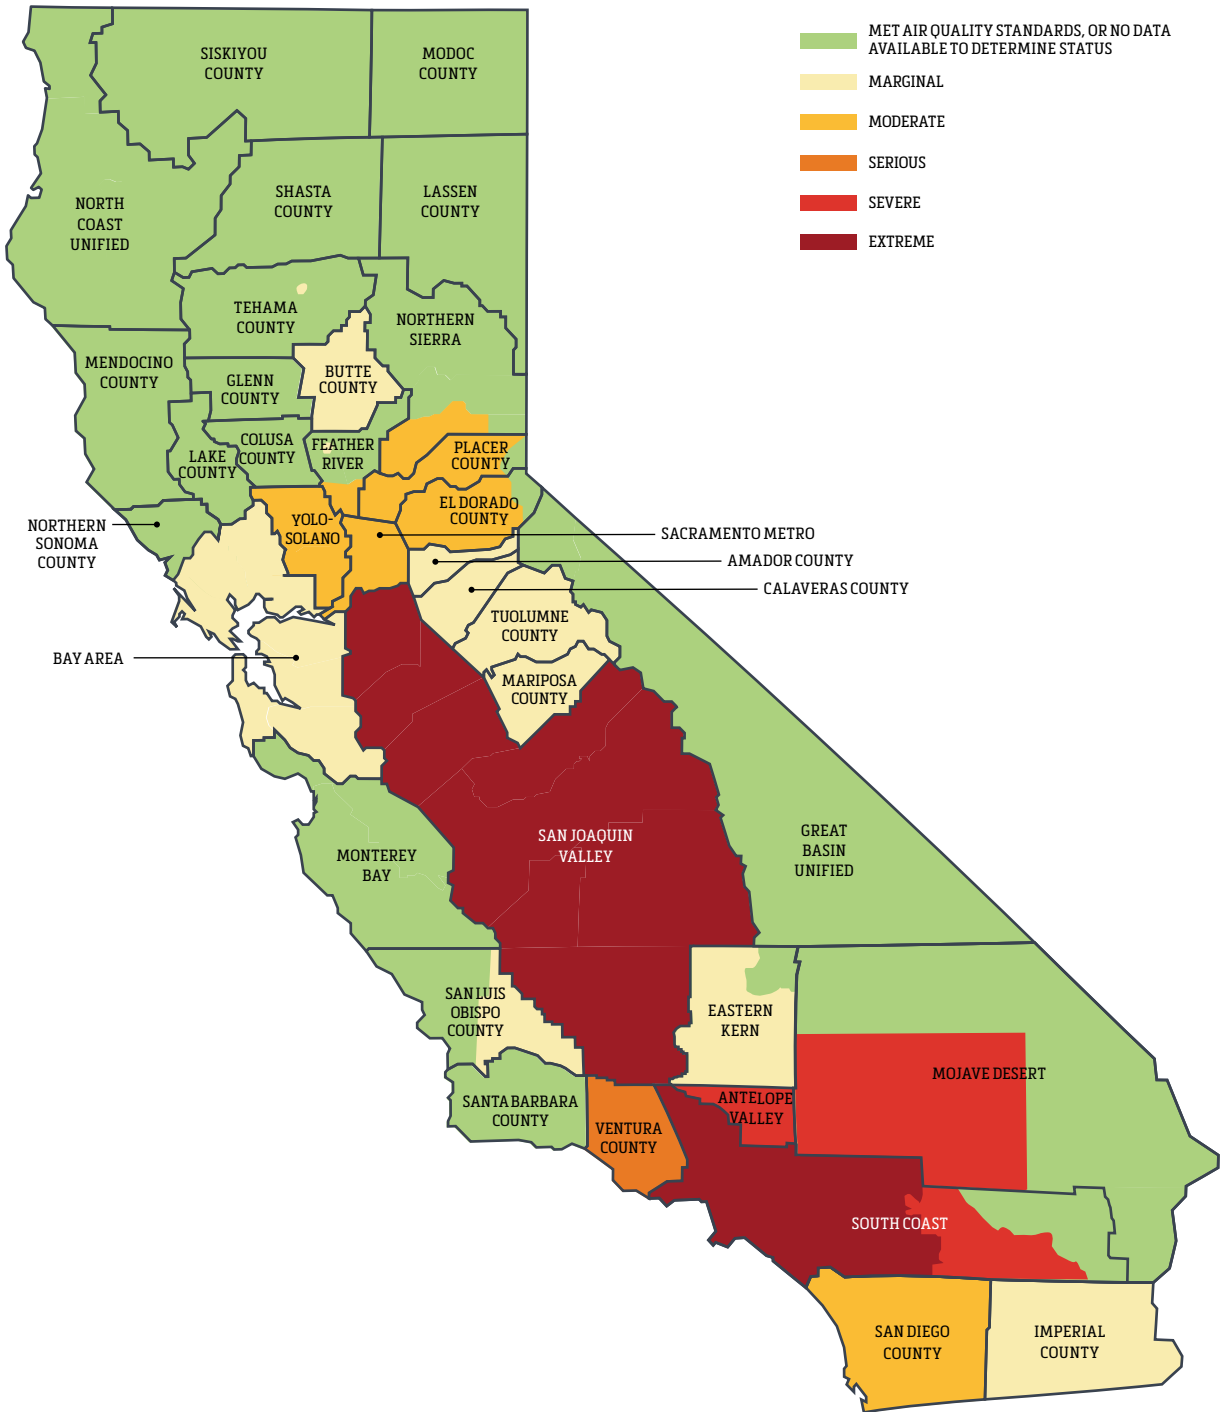 MET AIR QUALITY STANDARDS, OR NO DATA
AVAILABLE TO DETERMINE STATUS
MARGINAL
MODERATE
SERIOUS
SEVERE
EXTREME
SISKIYOU
COUNTY
MODOC
COUNTY
NORTH
COAST
UNIFIED
SHASTA
COUNTY
LASSEN
COUNTY
TEHAMA
COUNTY
NORTHERN
SIERRA
MENDOCINO
COUNTY
GLENN
COUNTY
BUTTE
COUNTY
LAKE
COUNTY
COLUSA
COUNTY
FEATHER
RIVER
PLACER
COUNTY
EL DORADO
COUNTY
NORTHERN
SONOMA
COUNTY
YOLO-
SOLANO
SACRAMENTO METRO
AMADOR COUNTY
CALAVERAS COUNTY
TUOLUMNE
COUNTY
BAY AREA
MARIPOSA
COUNTY
SAN JOAQUIN
VALLEY
GREAT
BASIN
UNIFIED
MONTEREY
BAY
SAN LUIS
OBISPO
COUNTY
EASTERN
KERN
MOJAVE DESERT
SANTA BARBARA
COUNTY
VENTURA
COUNTY
ANTELOPE
VALLEY
SOUTH COAST
SAN DIEGO
COUNTY
IMPERIAL
COUNTY